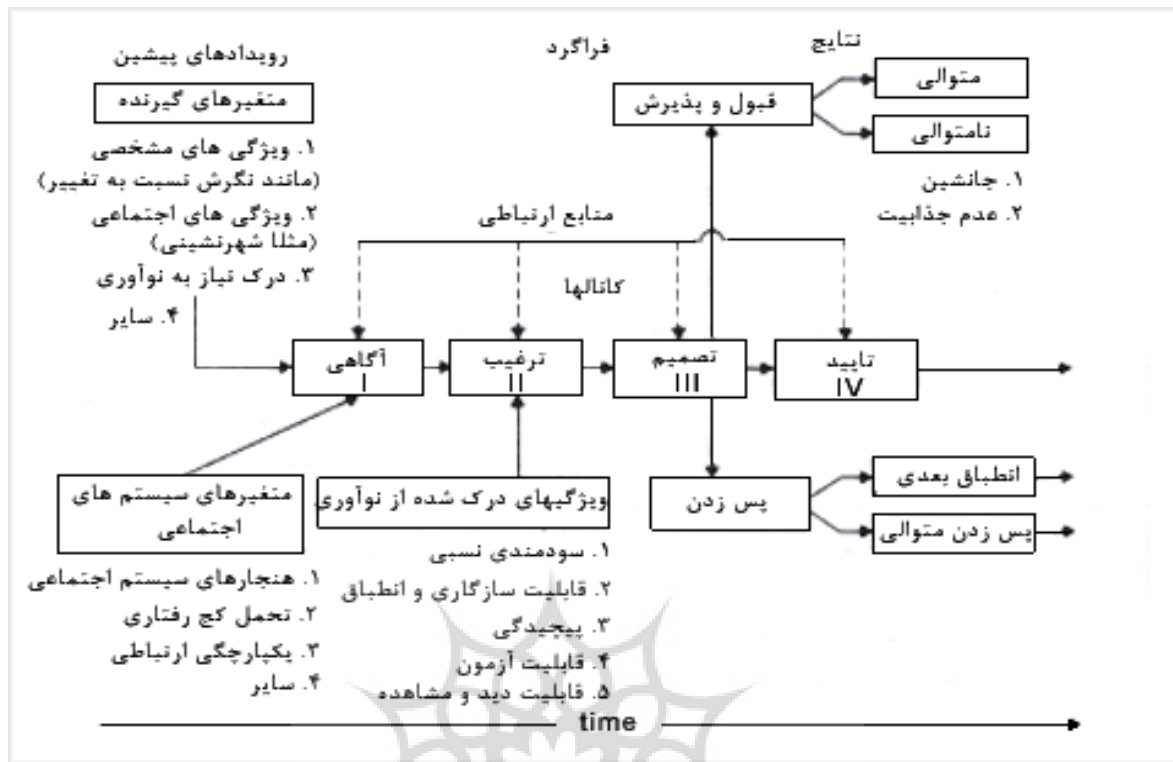 رویدادهای پیشین
فراگرد
نتایج
متغیرهای گیرنده
۱. ویژگی های مشخصی
(مانند نگرش نسبت به تغییر)
۲. ویژگی های اجتماعی
(مثلا شهرنشینی)
۳. درک نیاز به نوآوری
۴. سایر
قبول و پذیرش
متوالی
نامتوالی
۱. جانشین
۲. عدم جذابیت
منابع ارتباطی
کانالها
آگاهی
I
ترغیب
II
تصمیم
III
تایید
IV
متغیرهای سیستم های
اجتماعی
۱. هنجارهای سیستم اجتماعی
۲. تحمل کج رفتاری
۳. یکپارچگی ارتباطی
۴. سایر
ویژگیهای درک شده از نوآوری
۱. سودمندی نسبی
۲. قابلیت سازگاری و انطباق
۳. پیچیدگی
۴. قابلیت آزمون
۵. قابلیت دید و مشاهده
پس زدن
انطباق بعدی
پس زدن متوالی
time